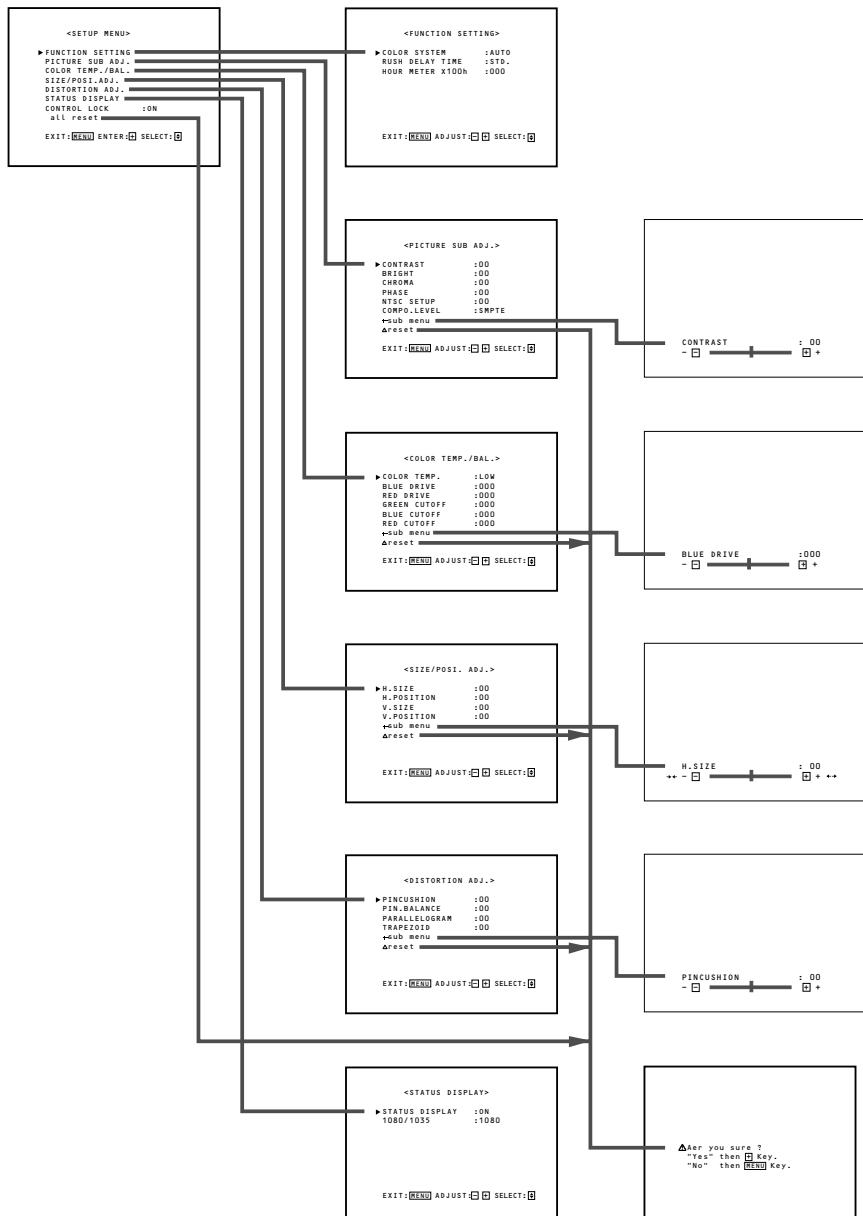 <SETUP MENU>
▶FUNCTION SETTING
PICTURE SUB ADJ.
COLOR TEMP./BAL.
SIZE/POSI.ADJ.
DISTORTION ADJ.
STATUS DISPLAY
CONTROL LOCK :ON
all reset
EXIT:MENU ENTER:+ SELECT:
<FUNCTION SETTING>
▶COLOR SYSTEM :AUTO
RUSH DELAY TIME :STD.
HOUR METER X100h :000
EXIT:MENU ADJUST:- + SELECT:
<PICTURE SUB ADJ.>
▶CONTRAST :00
BRIGHT :00
CHROMA :00
PHASE :00
NTSC SETUP :00
COMPO.LEVEL :SMPTE
sub menu
reset
EXIT:MENU ADJUST:- + SELECT:
CONTRAST : 00
- - + +
<COLOR TEMP./BAL.>
▶COLOR TEMP. :LOW
BLUE DRIVE :000
RED DRIVE :000
GREEN CUTOFF :000
BLUE CUTOFF :000
RED CUTOFF :000
sub menu
reset
EXIT:MENU ADJUST:- + SELECT:
BLUE DRIVE :000
- - + +
<SIZE/POSI. ADJ.>
▶H.SIZE :00
H.POSITION :00
V.SIZE :00
V.POSITION :00
sub menu
reset
EXIT:MENU ADJUST:- + SELECT:
H.SIZE : 00
→← - - + + ←→
<DISTORTION ADJ.>
▶PINCUSHION :00
PIN.BALANCE :00
PARALLELOGRAM :00
TRAPEZOID :00
sub menu
reset
EXIT:MENU ADJUST:- + SELECT:
PINCUSHION : 00
- - + +
<STATUS DISPLAY>
▶STATUS DISPLAY :ON
1080/1035 :1080
EXIT:MENU ADJUST:- + SELECT:
⚠Aer you sure ?
"Yes" then + Key.
"No" then MENU Key.